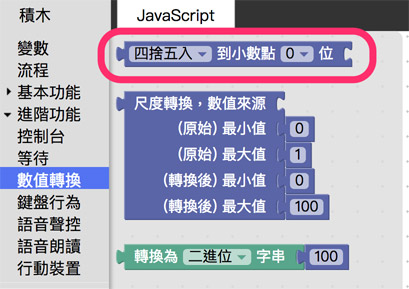 積木
JavaScript
變數
流程
基本功能
進階功能
控制台
等待
數值轉換
鍵盤行為
語音聲控
語音朗讀
行動裝置
四捨五入 到小數點 0 位
尺度轉換，數值來源
(原始) 最小值 0
(原始) 最大值 1
(轉換後) 最小值 0
(轉換後) 最大值 100
轉換為 二進位 字串 100